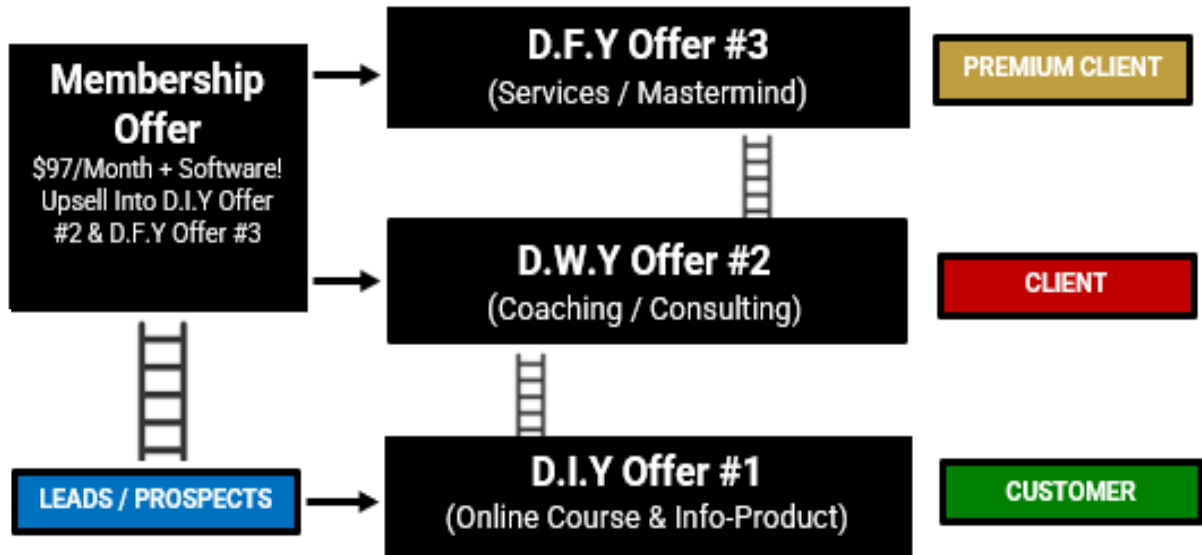 Membership
Offer
$97/Month + Software!
Upsell Into D.I.Y Offer
#2 & D.F.Y Offer #3
D.F.Y Offer #3
(Services / Mastermind)
PREMIUM CLIENT
D.W.Y Offer #2
(Coaching / Consulting)
CLIENT
LEADS / PROSPECTS
D.I.Y Offer #1
(Online Course & Info-Product)
CUSTOMER